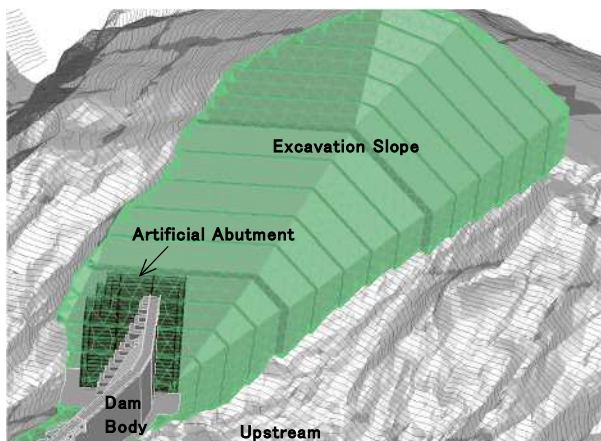 Excavation Slope
Artificial Abutment
Dam
Body
Upstream